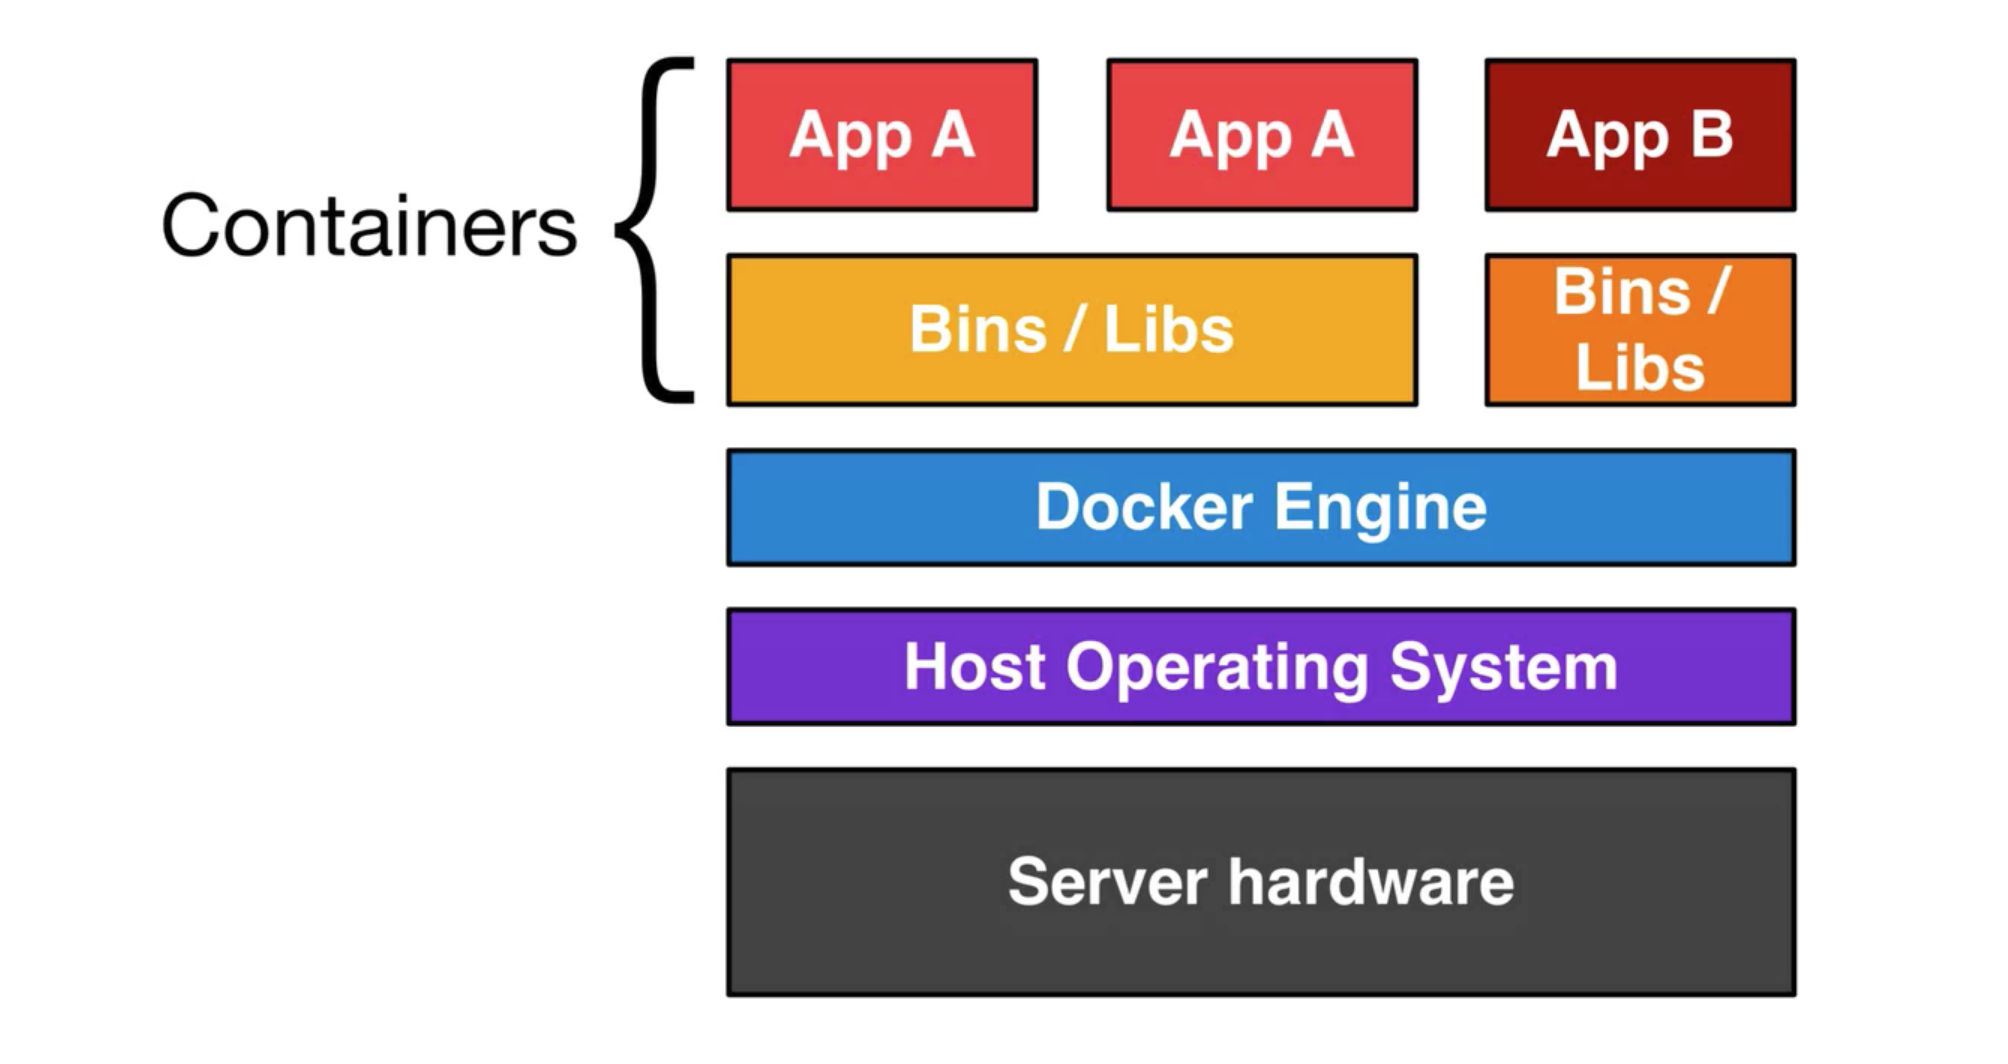 App A
App A
App B
Containers
Bins / Libs
Bins /
Libs
Docker Engine
Host Operating System
Server hardware